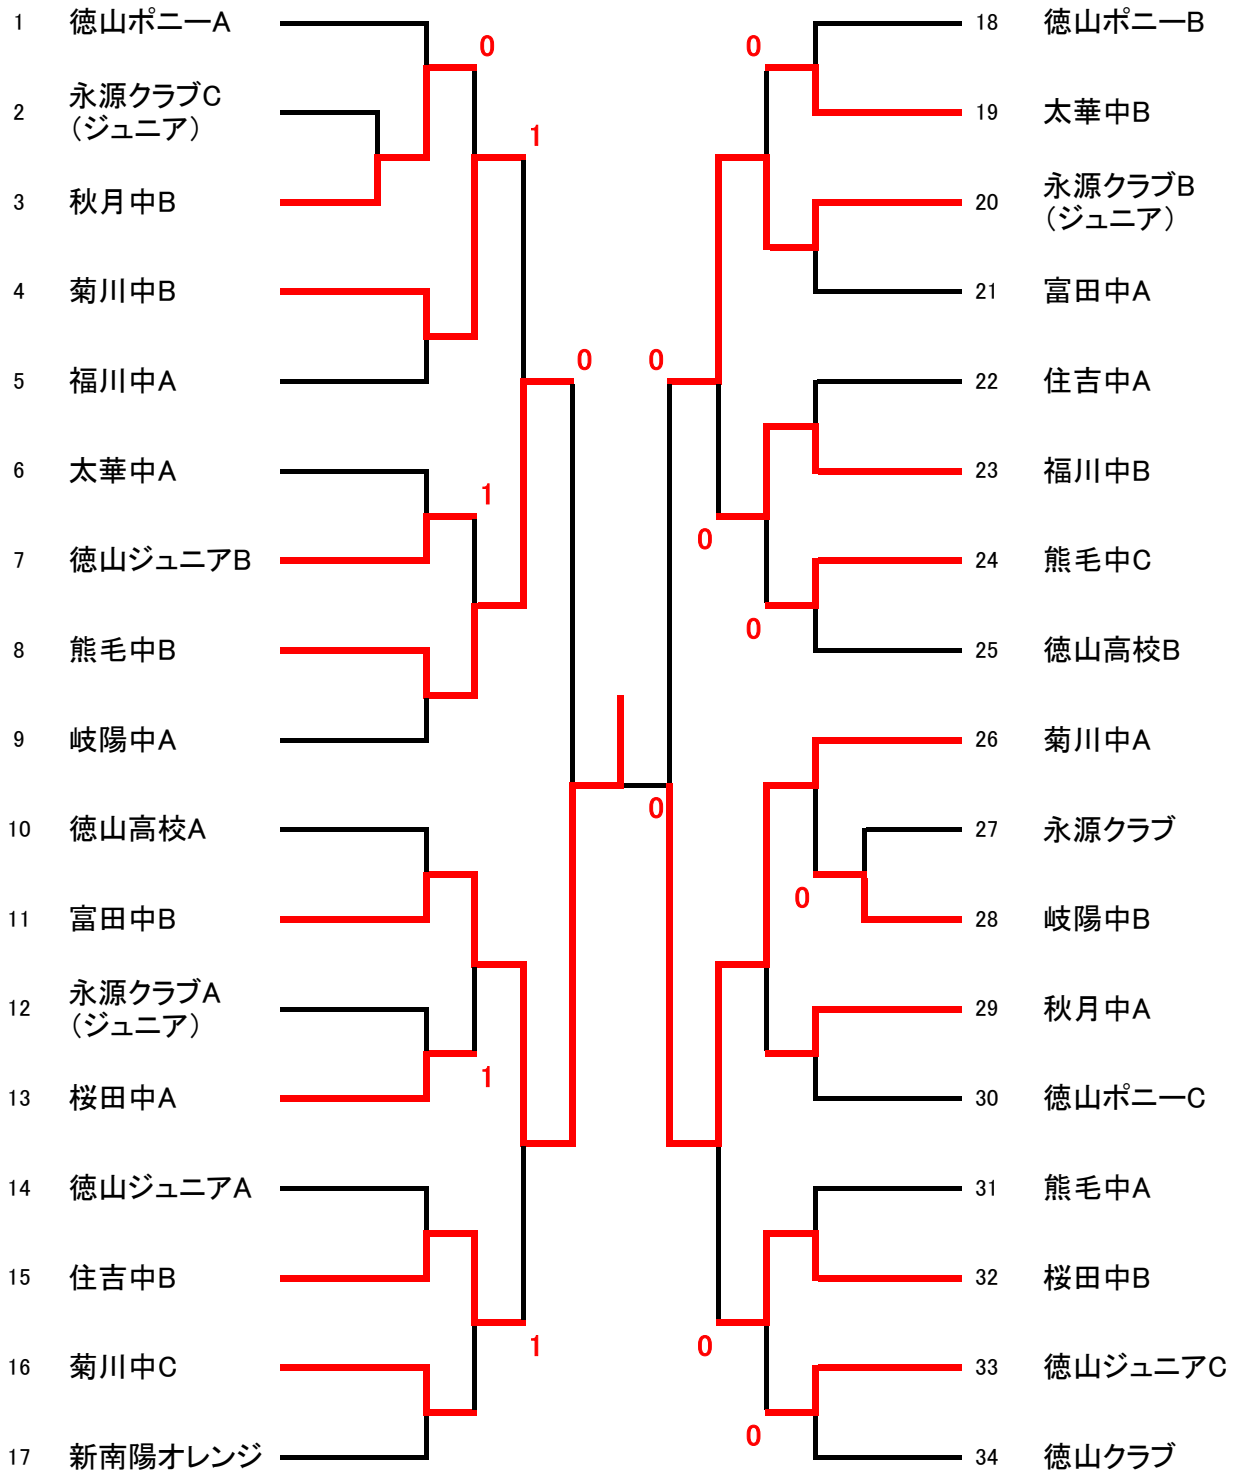 1 徳山ポニーA
0
2 永源クラブC
（ジュニア）
1
3 秋月中B
4 菊川中B
5 福川中A
0
6 太華中A
1
7 徳山ジュニアB
8 熊毛中B
9 岐陽中A
10 徳山高校A
11 富田中B
12 永源クラブA
（ジュニア）
1
13 桜田中A
14 徳山ジュニアA
15 住吉中B
1
16 菊川中C
17 新南陽オレンジ
0
18 徳山ポニーB
0
19 太華中B
20 永源クラブB
（ジュニア）
21 富田中A
0
22 住吉中A
23 福川中B
0
24 熊毛中C
0
25 徳山高校B
26 菊川中A
27 永源クラブ
0
28 岐陽中B
29 秋月中A
30 徳山ポニーC
31 熊毛中A
32 桜田中B
0
33 徳山ジュニアC
0
34 徳山クラブ